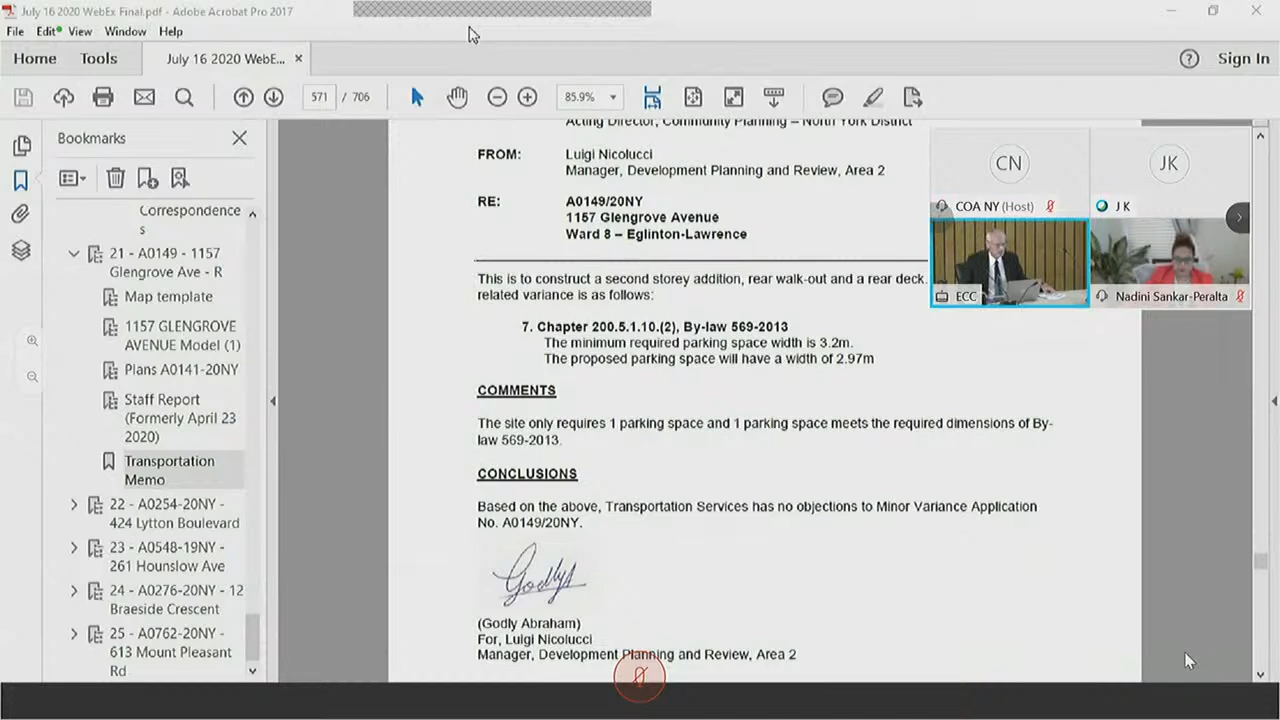 July 16 2020 WebEx Final.pdf - Adobe Acrobat Pro 2017
File Edit View Window Help
Home Tools July 16 2020 WebE... × Sign In
571 / 706 85.9%
Bookmarks
Correspondence
s
21 - A0149 - 1157
Glengrove Ave - R
Map template
1157 GLENGROVE
AVENUE Model (1)
Plans A0141-20NY
Staff Report
(Formerly April 23
2020)
Transportation
Memo
22 - A0254-20NY -
424 Lytton Boulevard
23 - A0548-19NY -
261 Hounslow Ave
24 - A0276-20NY - 12
Braeside Crescent
25 - A0762-20NY -
613 Mount Pleasant
Rd
Acting Director, Community Planning – North York District
FROM: Luigi Nicolucci
Manager, Development Planning and Review, Area 2
RE: A0149/20NY
1157 Glengrove Avenue
Ward 8 – Eglinton-Lawrence
This is to construct a second storey addition, rear walk-out and a rear deck.
related variance is as follows:
7. Chapter 200.5.1.10.(2), By-law 569-2013
The minimum required parking space width is 3.2m.
The proposed parking space will have a width of 2.97m
COMMENTS
The site only requires 1 parking space and 1 parking space meets the required dimensions of By-
law 569-2013.
CONCLUSIONS
Based on the above, Transportation Services has no objections to Minor Variance Application
No. A0149/20NY.
Godly
(Godly Abraham)
For, Luigi Nicolucci
Manager, Development Planning and Review, Area 2
CN
COA NY (Host)
JK
J K
ECC
Nadini Sankar-Peralta